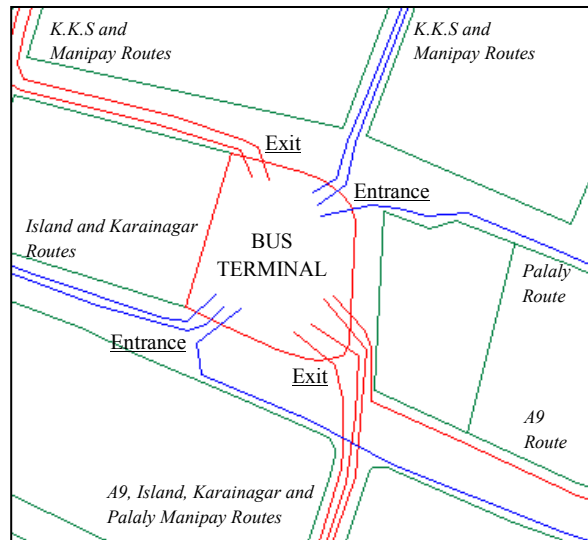 K.K.S and
Manipay Routes
K.K.S and
Manipay Routes
Exit
Entrance
Island and Karainagar
Routes
BUS
TERMINAL
Palaly
Route
Entrance
Exit
A9
Route
A9, Island, Karainagar and
Palaly Manipay Routes